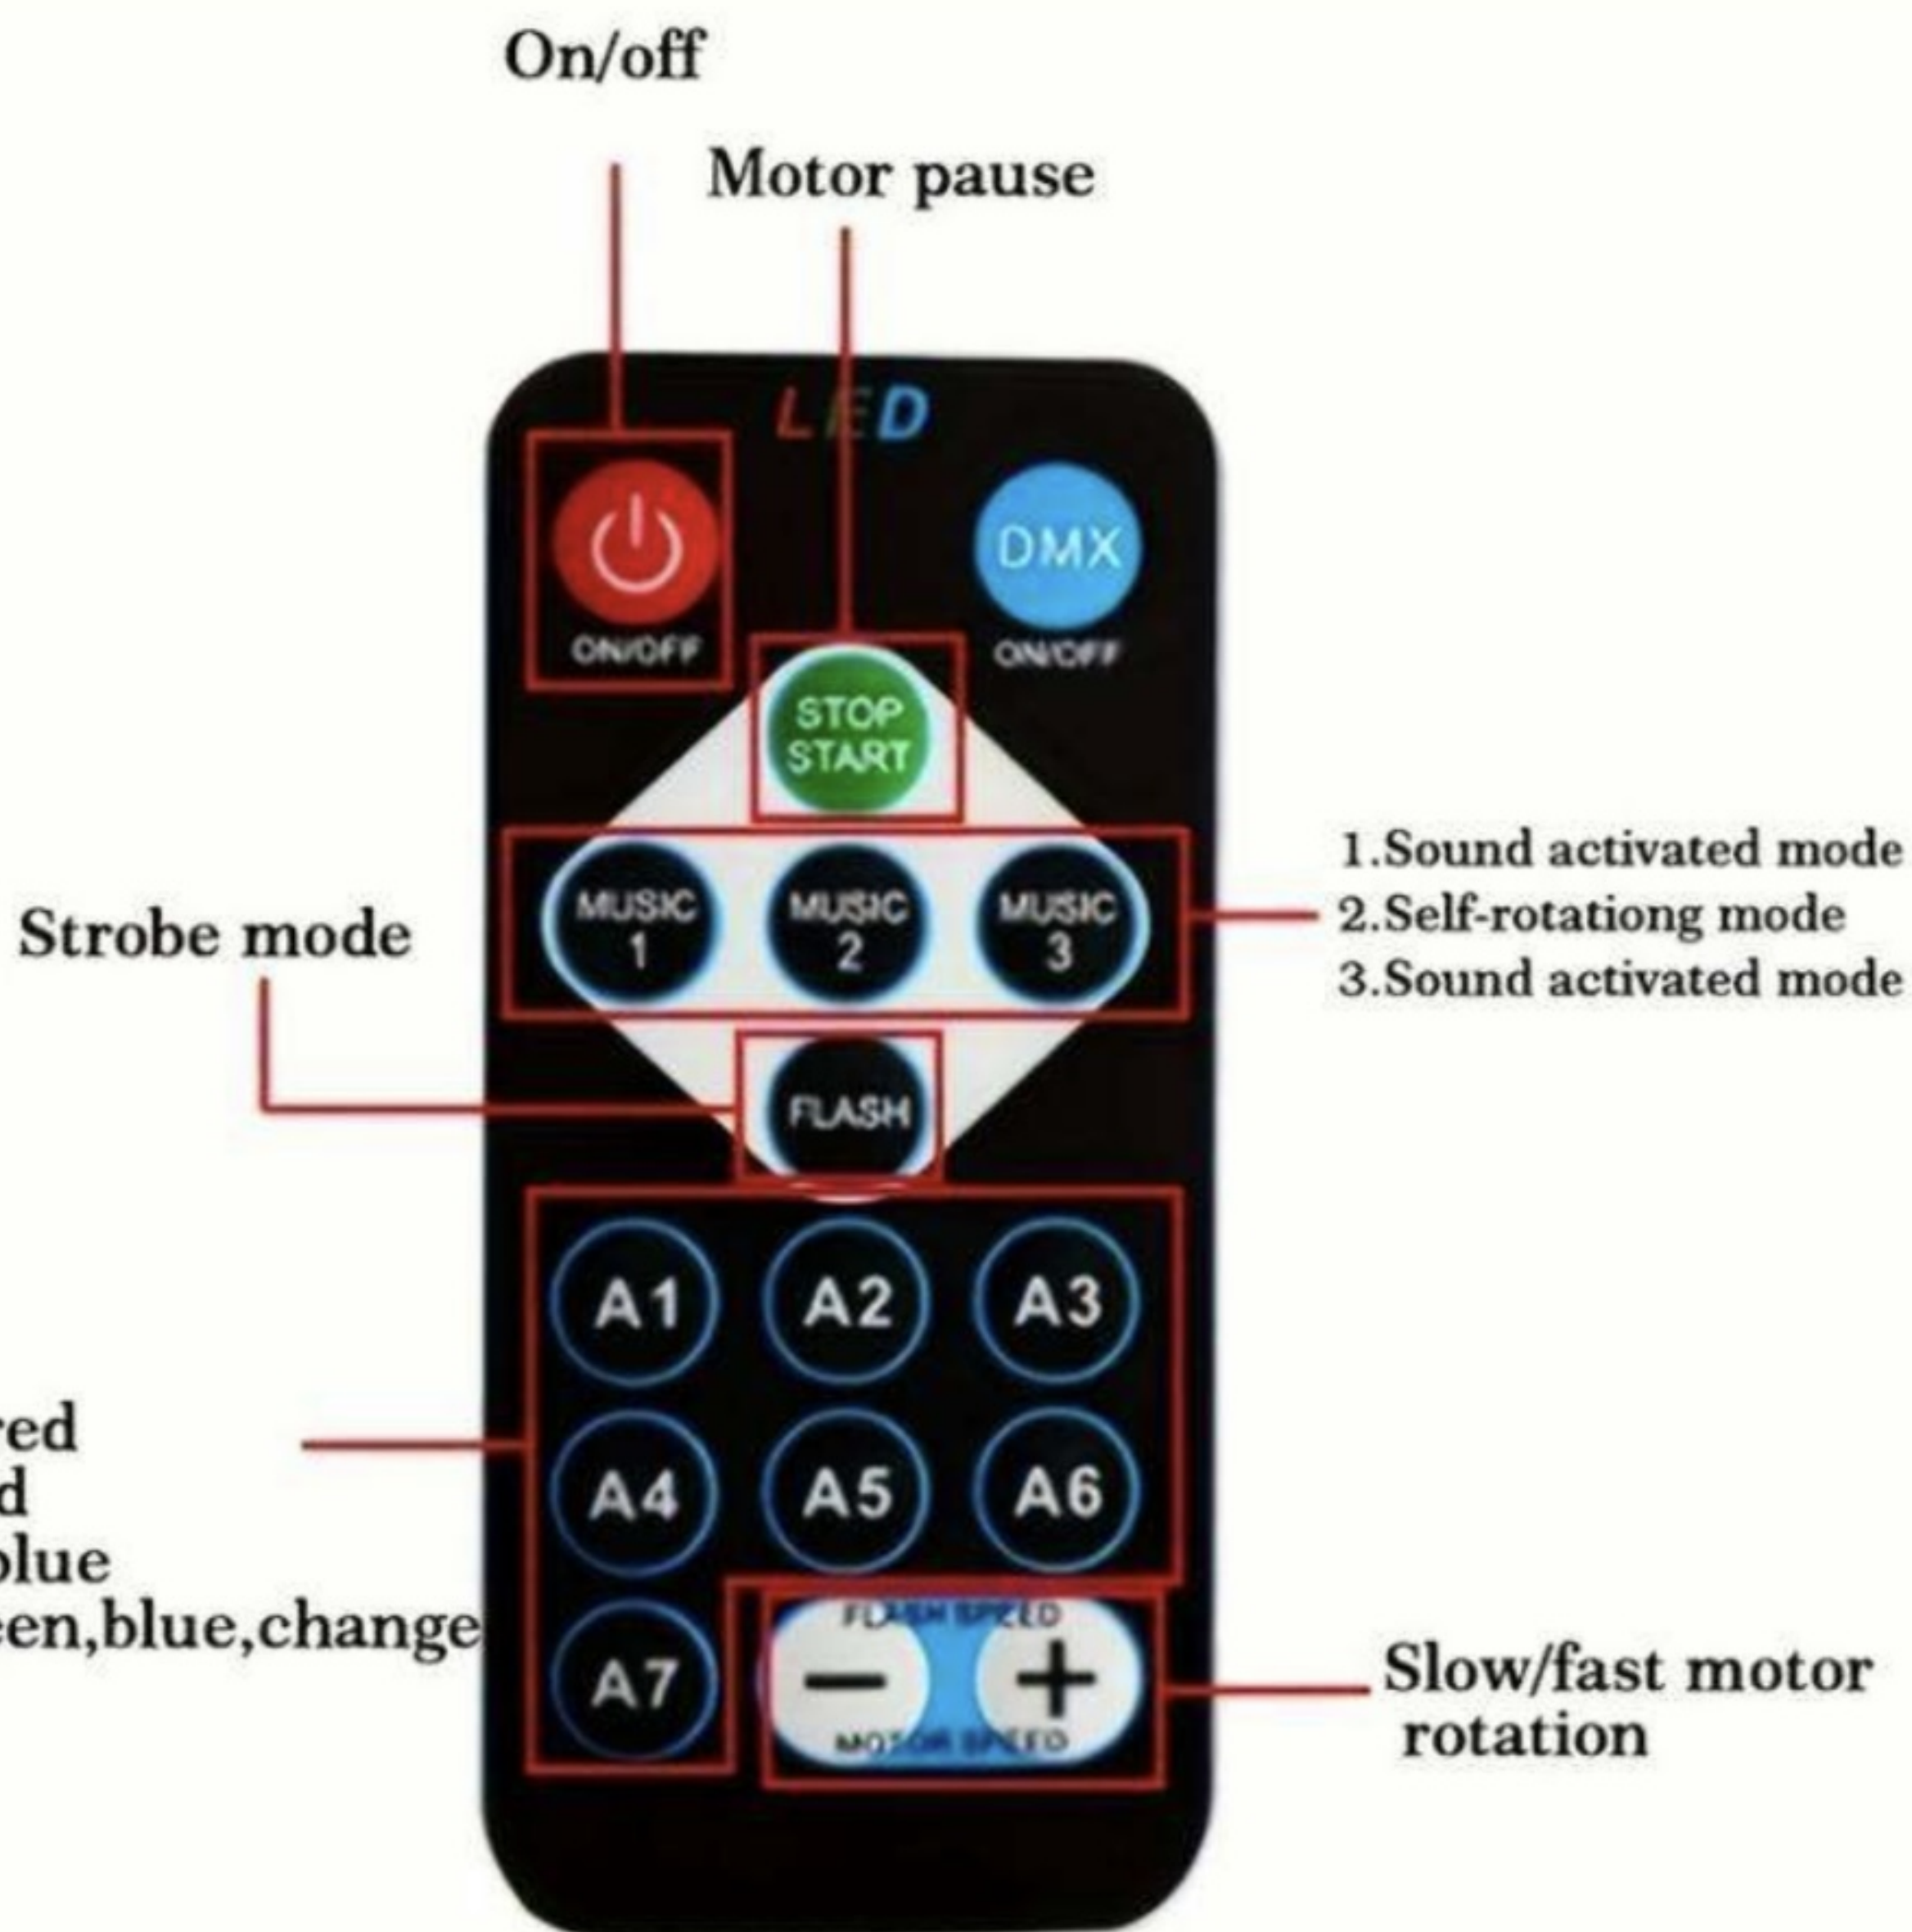 On/off
Motor pause
LED
DMX
ON/OFF
ON/OFF
STOP
START
MUSIC
1
MUSIC
2
MUSIC
3
1.Sound activated mode
2.Self-rotationg mode
3.Sound activated mode
Strobe mode
FLASH
A1
A2
A3
A4
A5
A6
red
d
blue
een,blue,change
A7
FLASH SPEED
— +
MOTOR SPEED
Slow/fast motor
rotation